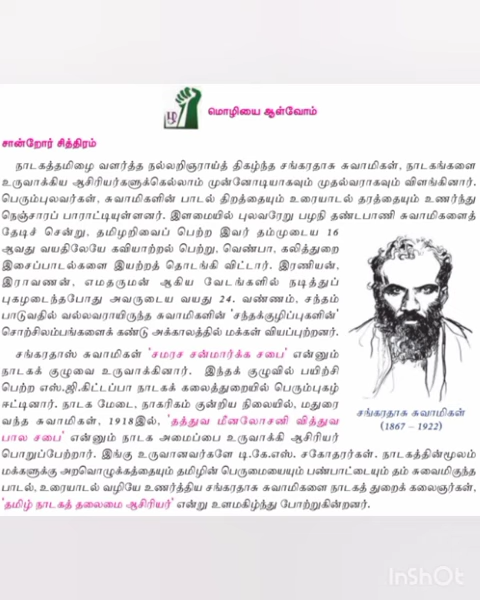 ழ
மொழியை ஆள்வோம்
சான்றோர் சித்திரம்
நாடகத்தமிழை வளர்த்த நல்லறிஞராய்த் திகழ்ந்த சங்கரதாசு சுவாமிகள், நாடகங்களை
உருவாக்கிய ஆசிரியர்களுக்கெல்லாம் முன்னோடியாகவும் முதல்வராகவும் விளங்கினார்.
பெரும்புலவர்கள், சுவாமிகளின் பாடல் திறத்தையும் உரையாடல் தரத்தையும் உணர்ந்து
நெஞ்சாரப் பாராட்டியுள்ளனர். இளமையில் புலவரேறு பழநி தண்டபாணி சுவாமிகளைத்
தேடிச் சென்று, தமிழறிவைப் பெற்ற இவர் தம்முடைய 16
ஆவது வயதிலேயே கவியாற்றல் பெற்று, வெண்பா, கலித்துறை
இசைப்பாடல்களை இயற்றத் தொடங்கி விட்டார். இரணியன்,
இராவணன், எமதருமன் ஆகிய வேடங்களில் நடித்துப்
புகழடைந்தபோது அவருடைய வயது 24. வண்ணம், சந்தம்
பாடுவதில் வல்லவராயிருந்த சுவாமிகளின் 'சந்தக்குழிப்புகளின்'
சொற்சிலம்பங்களைக் கண்டு அக்காலத்தில் மக்கள் வியப்புற்றனர்.
சங்கரதாஸ் சுவாமிகள் 'சமரச சன்மார்க்க சபை' என்னும்
நாடகக் குழுவை உருவாக்கினார். இந்தக் குழுவில் பயிற்சி
பெற்ற எஸ்.ஜி.கிட்டப்பா நாடகக் கலைத்துறையில் பெரும்புகழ்
ஈட்டினார். நாடக மேடை, நாகரிகம் குன்றிய நிலையில், மதுரை
வந்த சுவாமிகள், 1918இல், 'தத்துவ மீனலோசனி வித்துவ
பால சபை' என்னும் நாடக அமைப்பை உருவாக்கி ஆசிரியர்
பொறுப்பேற்றார். இங்கு உருவானவர்களே டி.கே.எஸ். சகோதரர்கள். நாடகத்தின்மூலம்
மக்களுக்கு அறவொழுக்கத்தையும் தமிழின் பெருமையையும் பண்பாட்டையும் தம் சுவைமிகுந்த
பாடல், உரையாடல் வழியே உணர்த்திய சங்கரதாசு சுவாமிகளை நாடகத் துறைக் கலைஞர்கள்,
'தமிழ் நாடகத் தலைமை ஆசிரியர்' என்று உளமகிழ்ந்து போற்றுகின்றனர்.
சங்கரதாசு சுவாமிகள்
(1867 – 1922)
InShOt